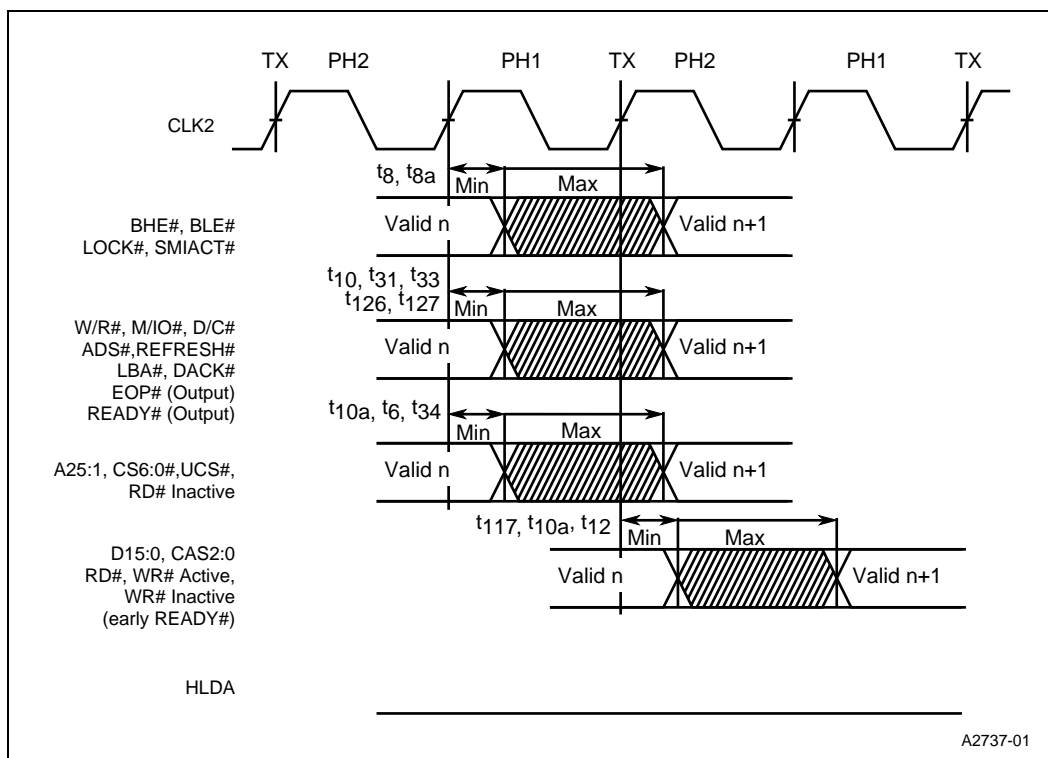 TX PH2 PH1 TX PH2 PH1 TX
CLK2
t8, t8a
Min Max
BHE#, BLE#
LOCK#, SMIACT#
Valid n Valid n+1
t10, t31, t33
t126, t127
Min Max
W/R#, M/IO#, D/C#
ADS#,REFRESH#
LBA#, DACK#
EOP# (Output)
READY# (Output)
Valid n Valid n+1
t10a, t6, t34
Min Max
A25:1, CS6:0#,UCS#,
RD# Inactive
Valid n Valid n+1
t117, t10a, t12
Min Max
D15:0, CAS2:0
RD#, WR# Active,
WR# Inactive
(early READY#)
Valid n Valid n+1
HLDA
A2737-01